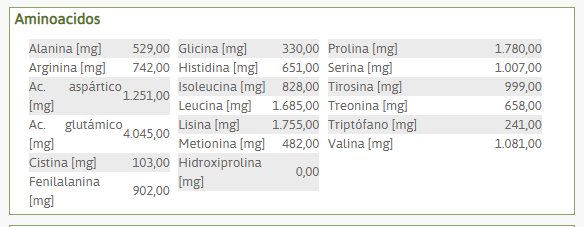 Aminoacidos
Alanina [mg] 529,00 Glicina [mg] 330,00 Prolina [mg] 1.780,00
Arginina [mg] 742,00 Histidina [mg] 651,00 Serina [mg] 1.007,00
Ac. aspártico [mg] 1.251,00 Isoleucina [mg] 828,00 Tirosina [mg] 999,00
Leucina [mg] 1.685,00 Treonina [mg] 658,00
Ac. glutámico [mg] 4.045,00 Lisina [mg] 1.755,00 Triptófano [mg] 241,00
Metionina [mg] 482,00 Valina [mg] 1.081,00
Cistina [mg] 103,00 Hidroxiprolina [mg] 0,00
Fenilalanina [mg] 902,00